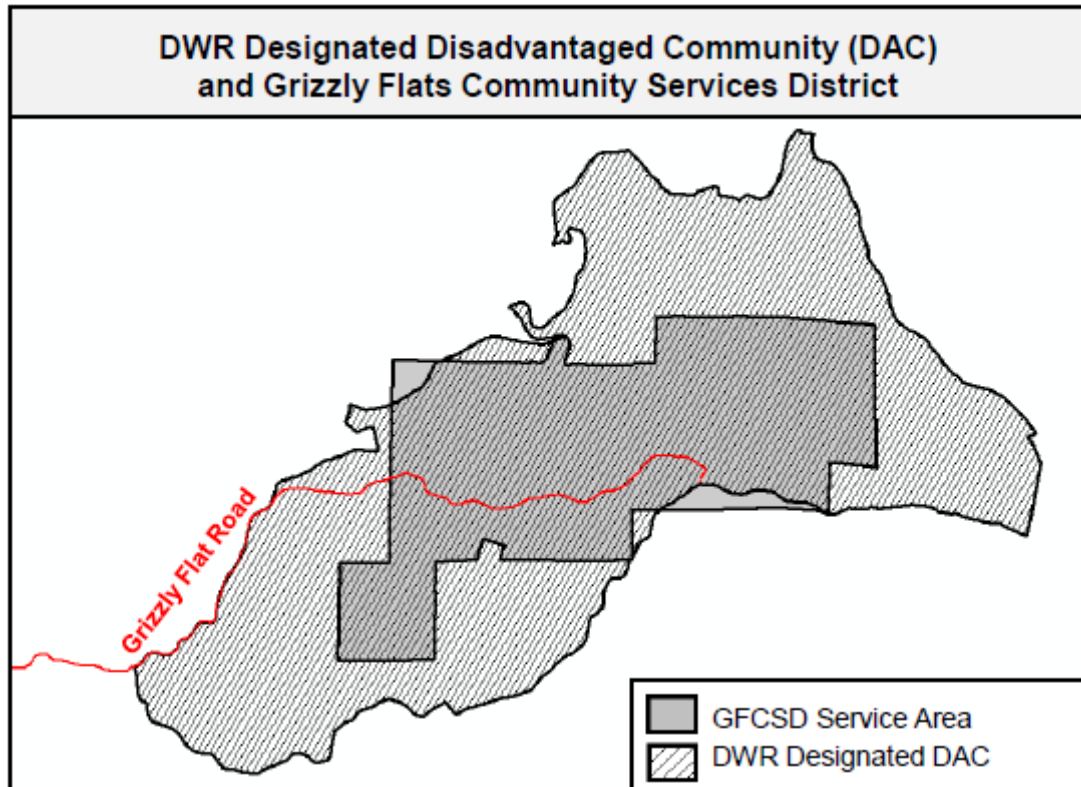 DWR Designated Disadvantaged Community (DAC)
and Grizzly Flats Community Services District
Grizzly Flat Road
GFCSD Service Area
DWR Designated DAC